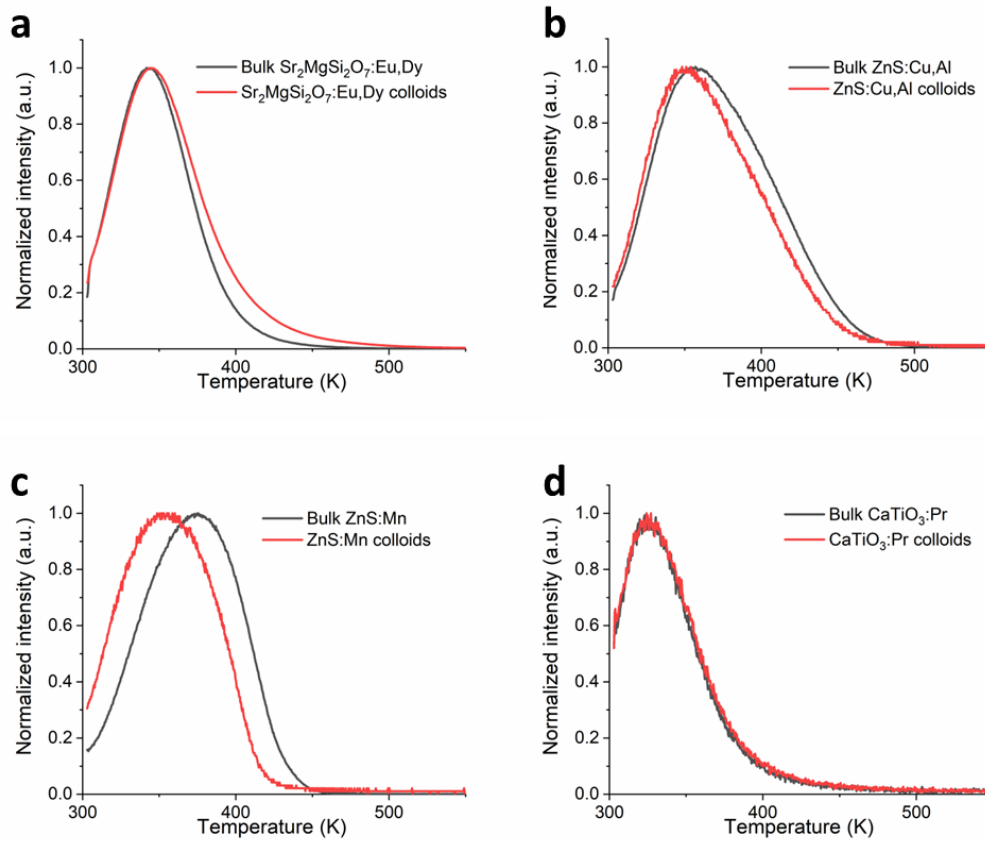 a
Bulk Sr₂MgSi₂O₇:Eu,Dy
Sr₂MgSi₂O₇:Eu,Dy colloids
Normalized intensity (a.u.)
1.0
0.8
0.6
0.4
0.2
0.0
300
400
500
Temperature (K)
b
Bulk ZnS:Cu,Al
ZnS:Cu,Al colloids
Normalized intensity (a.u.)
1.0
0.8
0.6
0.4
0.2
0.0
300
400
500
Temperature (K)
c
Bulk ZnS:Mn
ZnS:Mn colloids
Normalized intensity (a.u.)
1.0
0.8
0.6
0.4
0.2
0.0
300
400
500
Temperature (K)
d
Bulk CaTiO₃:Pr
CaTiO₃:Pr colloids
Normalized intensity (a.u.)
1.0
0.8
0.6
0.4
0.2
0.0
300
400
500
Temperature (K)